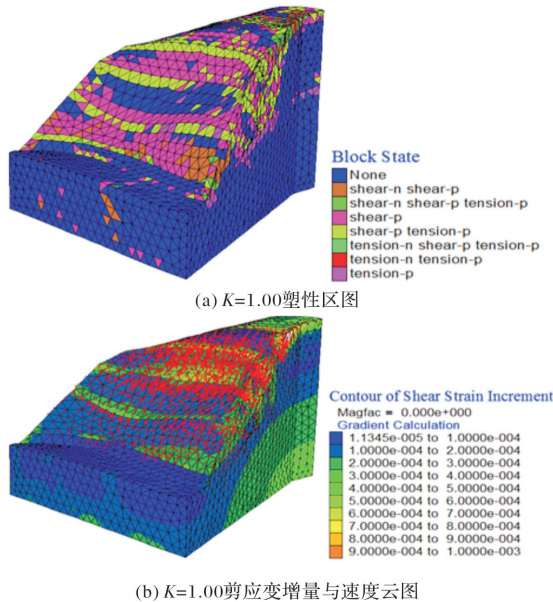 Block State
None
shear-n shear-p
shear-n shear-p tension-p
shear-p
shear-p tension-p
tension-n shear-p tension-p
tension-n tension-p
tension-p
(a) K=1.00塑性区图
Contour of Shear Strain Increment
Magfac = 0.000e+000
Gradient Calculation
1.1345e-005 to 1.0000e-004
1.0000e-004 to 2.0000e-004
2.0000e-004 to 3.0000e-004
3.0000e-004 to 4.0000e-004
4.0000e-004 to 5.0000e-004
5.0000e-004 to 6.0000e-004
6.0000e-004 to 7.0000e-004
7.0000e-004 to 8.0000e-004
8.0000e-004 to 9.0000e-004
9.0000e-004 to 1.0000e-003
(b) K=1.00剪应变增量与速度云图